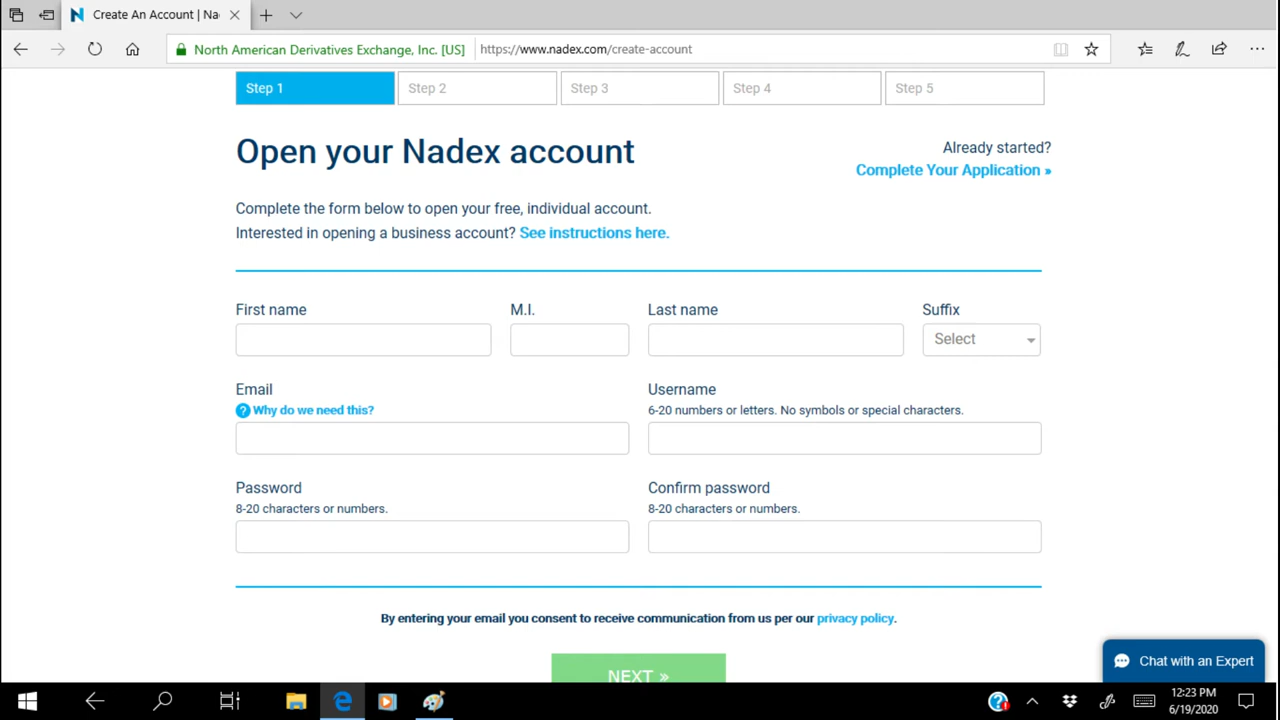 Create An Account | Na
North American Derivatives Exchange, Inc. [US]
https://www.nadex.com/create-account
Step 1
Step 2
Step 3
Step 4
Step 5
Open your Nadex account
Already started?
Complete Your Application »
Complete the form below to open your free, individual account.
Interested in opening a business account? See instructions here.
First name
M.I.
Last name
Suffix
Select
Email
Username
? Why do we need this?
6-20 numbers or letters. No symbols or special characters.
Password
Confirm password
8-20 characters or numbers.
8-20 characters or numbers.
By entering your email you consent to receive communication from us per our privacy policy.
NEXT »
Chat with an Expert
12:23 PM
6/19/2020